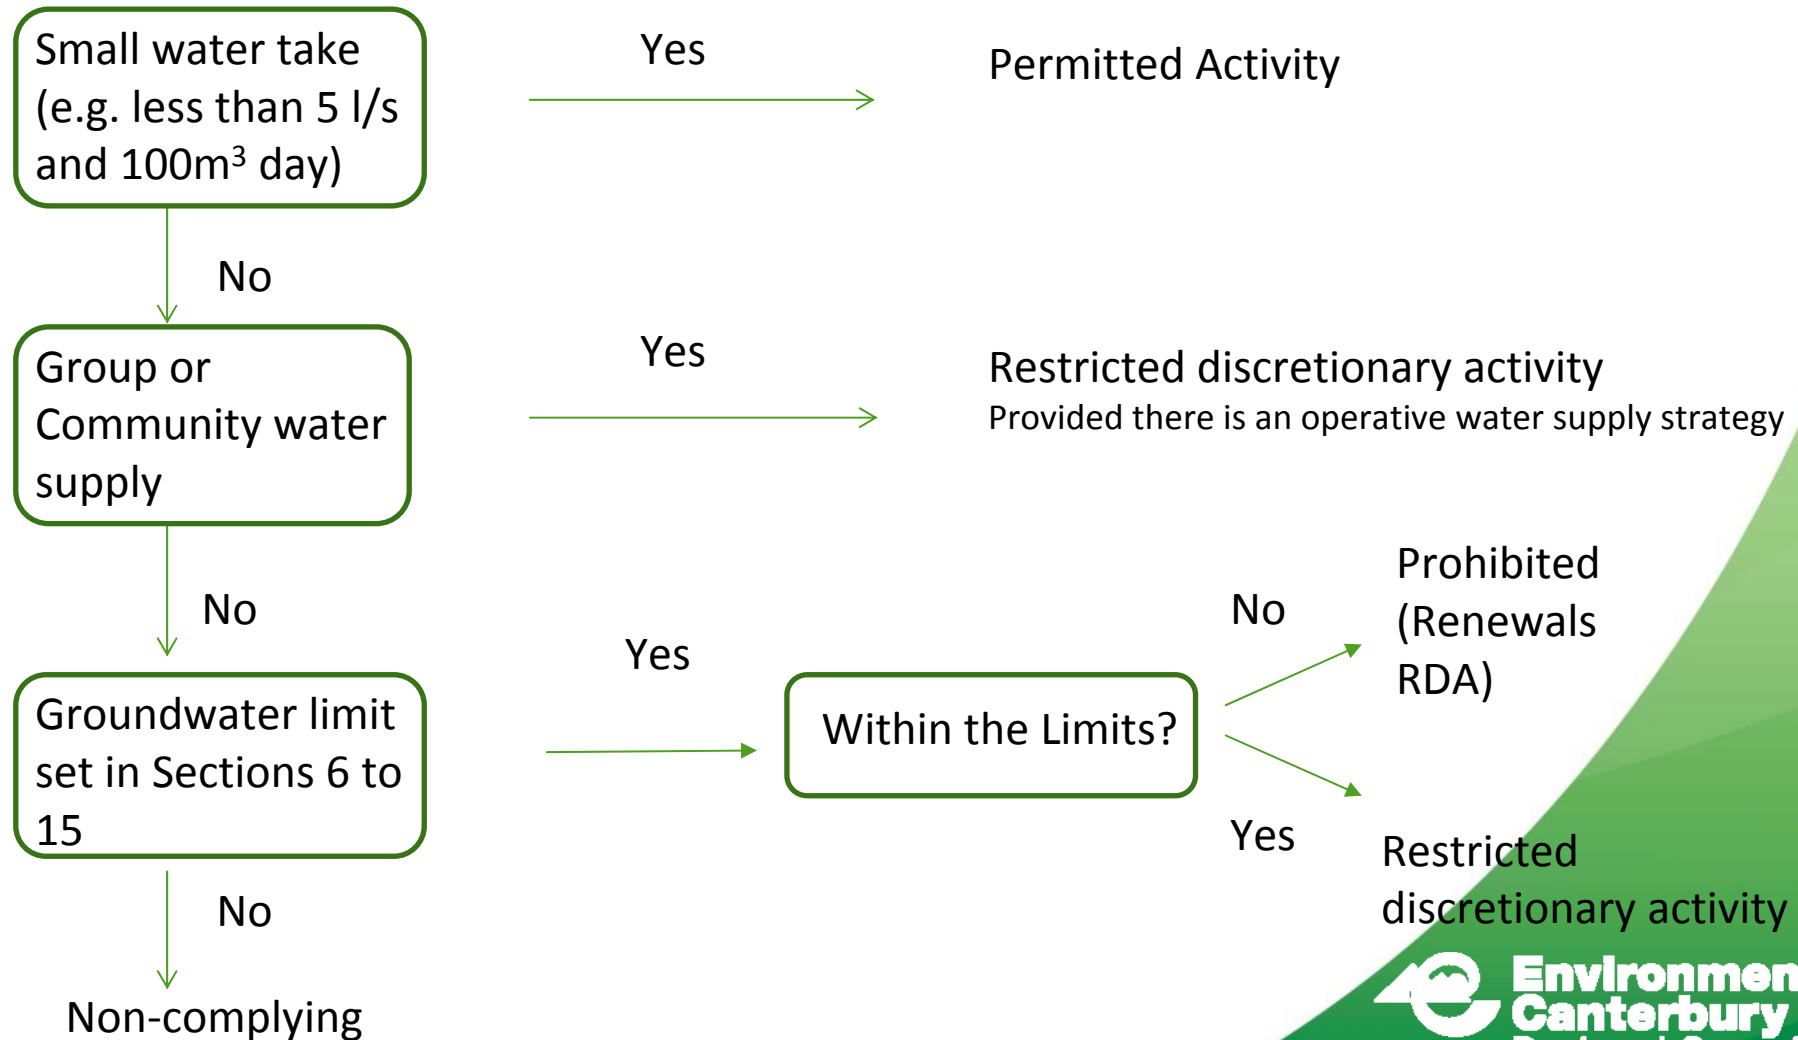 Small water take
(e.g. less than 5 l/s
and 100m³ day)
Yes
Permitted Activity
No
Group or
Community water
supply
Yes
Restricted discretionary activity
Provided there is an operative water supply strategy
No
Groundwater limit
set in Sections 6 to
15
Yes
Within the Limits?
No
Prohibited
(Renewals
RDA)
Yes
Restricted
discretionary activity
No
Non-complying
Environmen
Canterbury